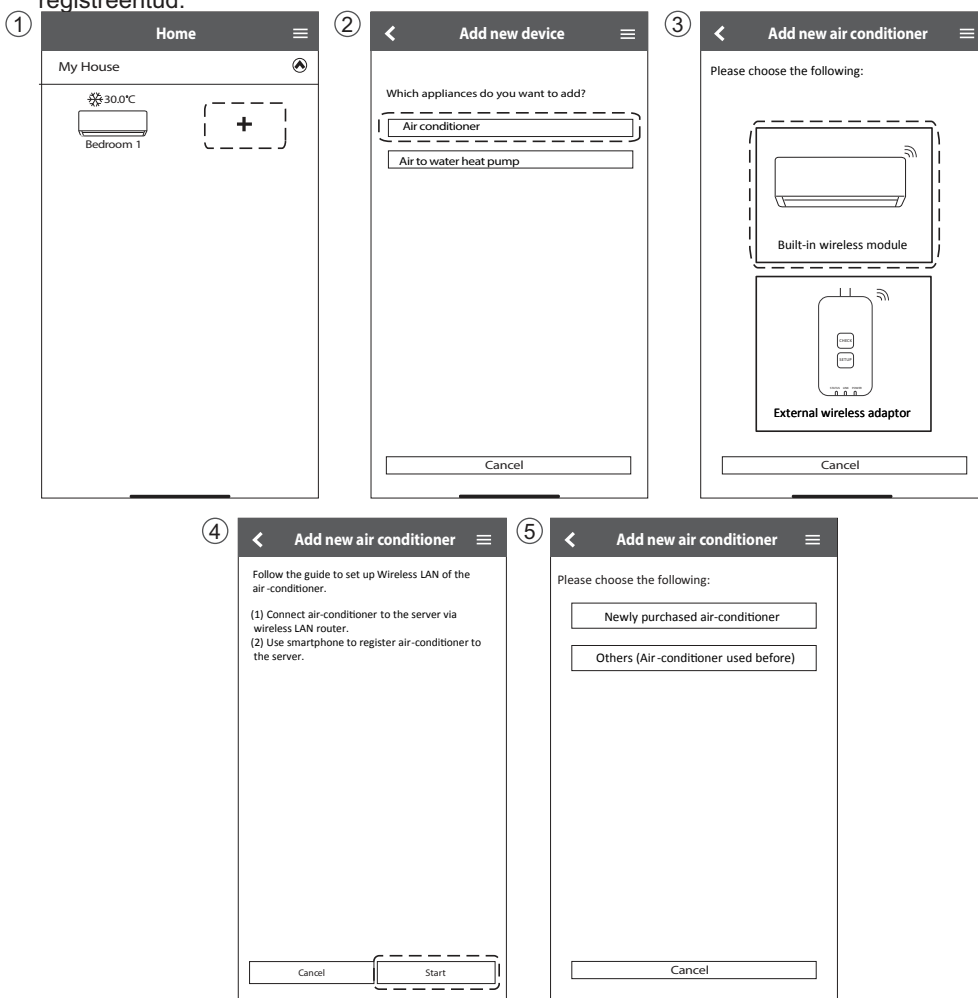 registreeritud.
1
Home
My House
30.0°C
+
Bedroom 1
2
Add new device
Which appliances do you want to add?
Air conditioner
Air to water heat pump
Cancel
3
Add new air conditioner
Please choose the following:
Built-in wireless module
CHECK
SETUP
External wireless adaptor
Cancel
4
Add new air conditioner
Follow the guide to set up Wireless LAN of the
air -conditioner.
(1) Connect air-conditioner to the server via
wireless LAN router.
(2) Use smartphone to register air-conditioner to
the server.
Cancel
Start
5
Add new air conditioner
Please choose the following:
Newly purchased air-conditioner
Others (Air-conditioner used before)
Cancel